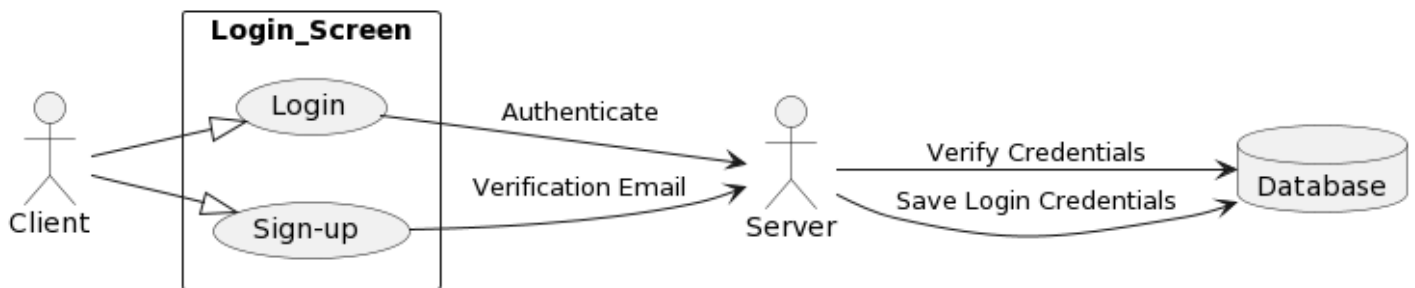 Login_Screen
Login
Authenticate
Verify Credentials
Database
Verification Email
Save Login Credentials
Client
Sign-up
Server